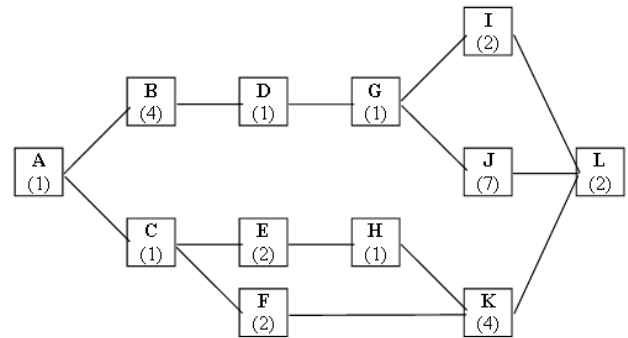 I
(2)
B
(4)
D
(1)
G
(1)
A
(1)
J
(7)
L
(2)
C
(1)
E
(2)
H
(1)
F
(2)
K
(4)